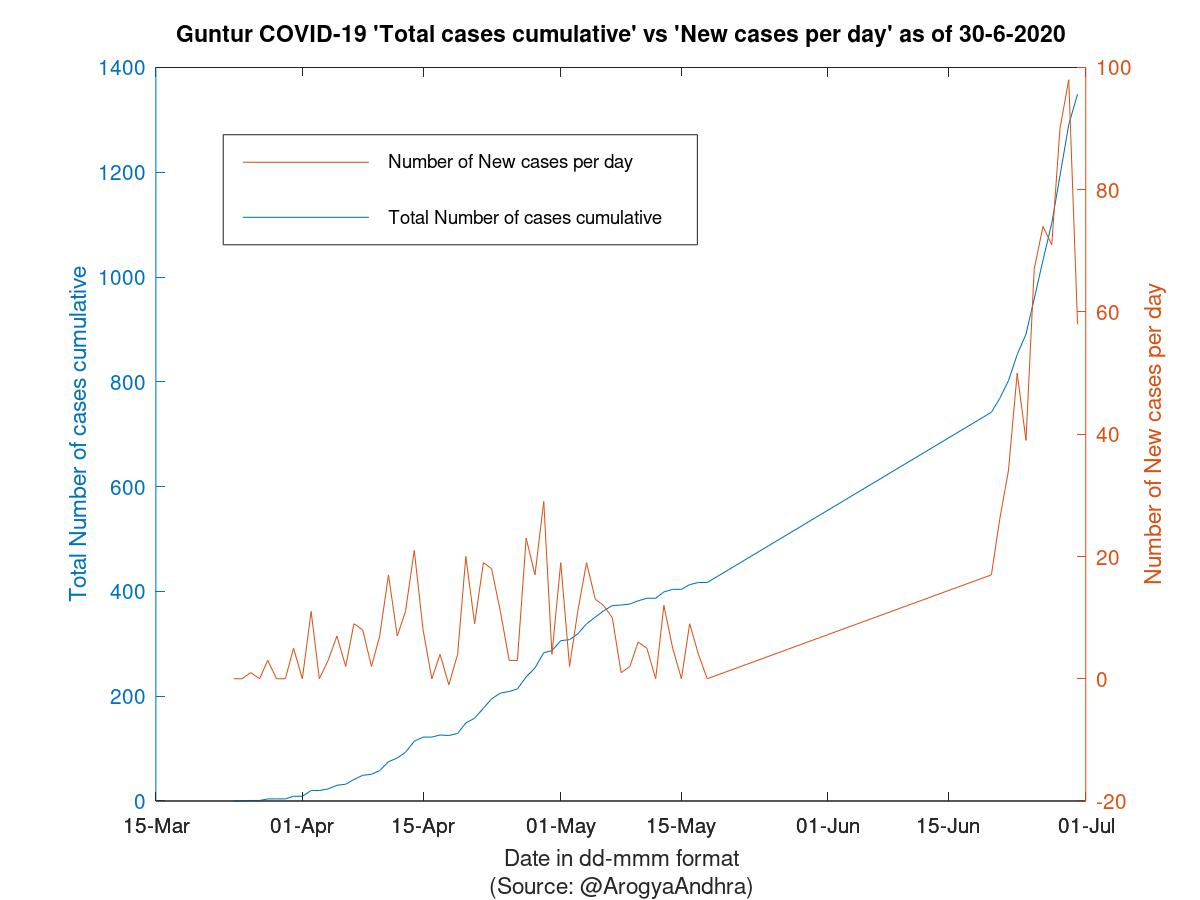 Guntur COVID-19 'Total cases cumulative' vs 'New cases per day' as of 30-6-2020
1400
1200
1000
800
600
400
200
0
Total Number of cases cumulative
Number of New cases per day
Total Number of cases cumulative
100
80
60
40
20
0
-20
Number of New cases per day
15-Mar 01-Apr 15-Apr 01-May 15-May 01-Jun 15-Jun 01-Jul
Date in dd-mmm format
(Source: @ArogyaAndhra)